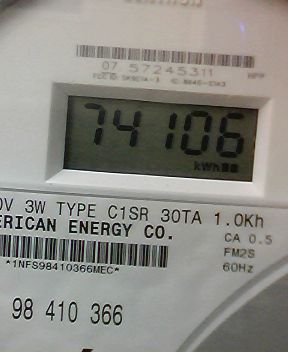 07 57245311
74106
kWh
0V 3W TYPE C1SR 30TA 1.0Kh
ERICAN ENERGY CO.
CA 0.5
FM2S
60Hz
*1NFS98410366MEC*
98 410 366